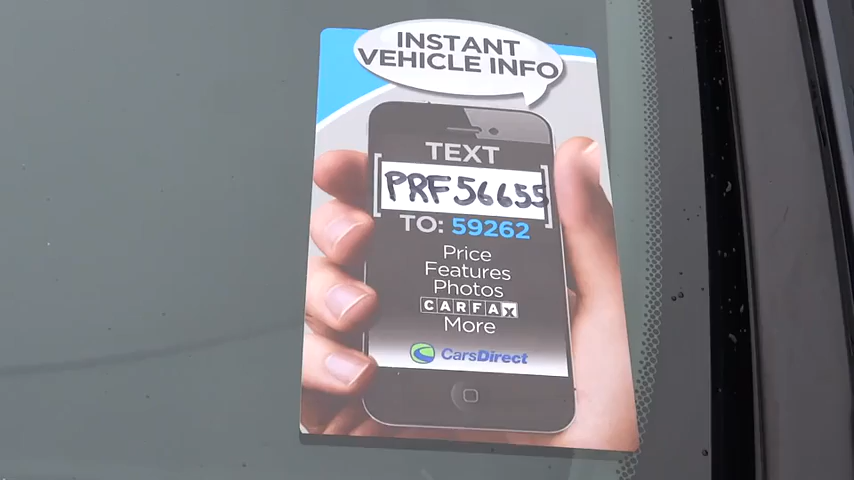 INSTANT
VEHICLE INFO
TEXT
PRF56655
TO: 59262
Price
Features
Photos
CARFAX
More
CarsDirect